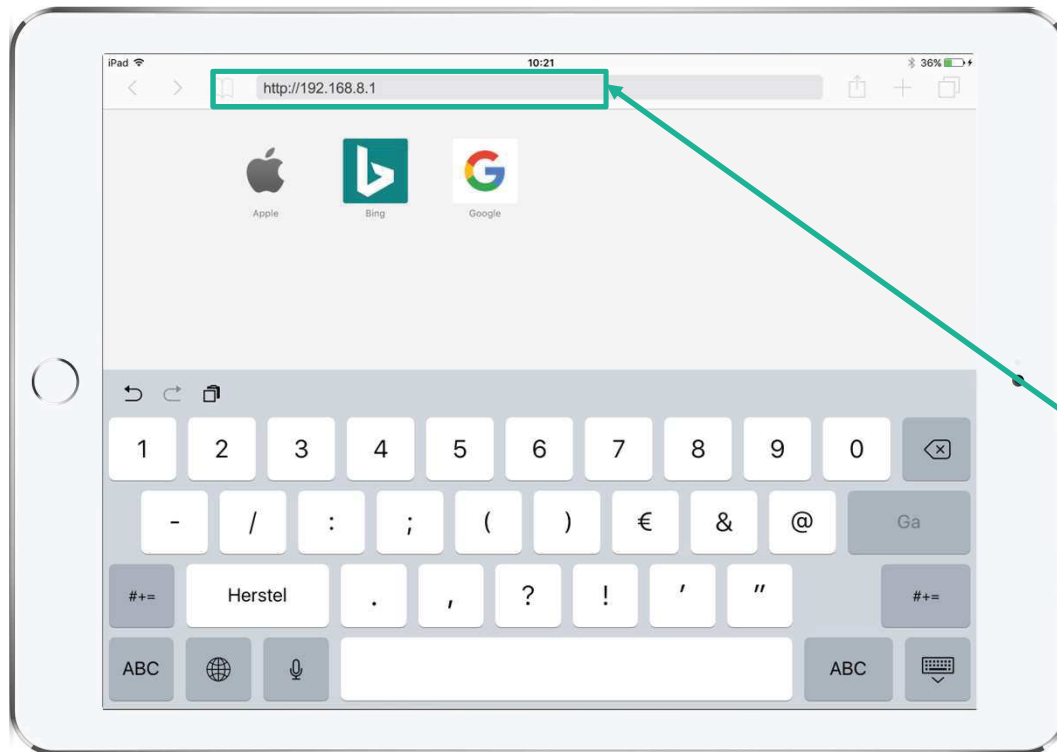 iPad 10:21 36%
http://192.168.8.1
Apple Bing Google
1 2 3 4 5 6 7 8 9 0
- / : ; ( ) € & @ Ga
#+= Herstel . , ? ! ' " #+=
ABC ABC